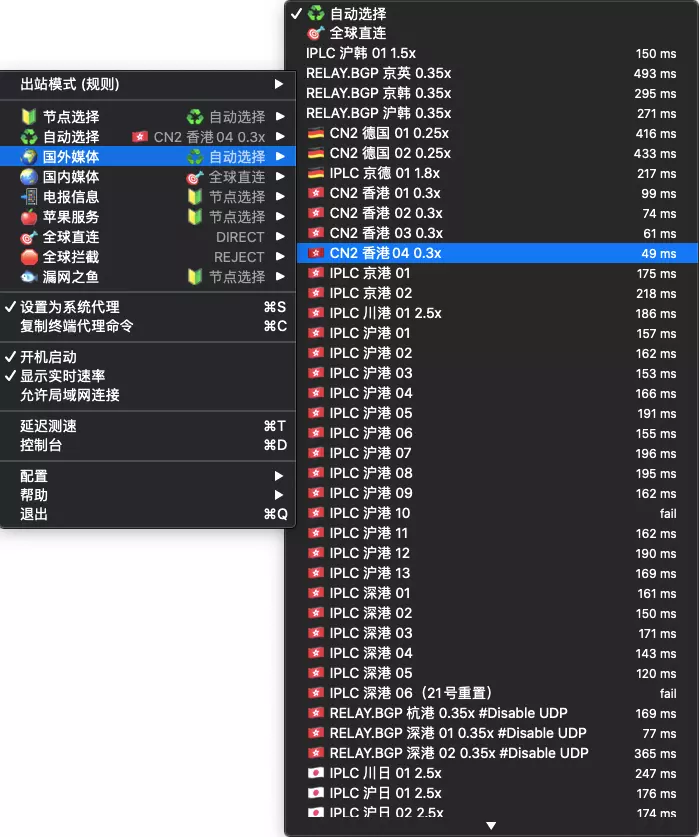 出站模式 (规则)
节点选择 自动选择
自动选择 CN2 香港 04 0.3x
国外媒体 自动选择
国内媒体 全球直连
电报信息 节点选择
苹果服务 节点选择
全球直连 DIRECT
全球拦截 REJECT
漏网之鱼 节点选择
设置为系统代理 ⌘S
复制终端代理命令 ⌘C
开机启动
显示实时速率
允许局域网连接
延迟测速 ⌘T
控制台 ⌘D
配置
帮助
退出 ⌘Q
自动选择
全球直连
IPLC 沪韩 01 1.5x 150 ms
RELAY.BGP 京英 0.35x 493 ms
RELAY.BGP 京韩 0.35x 295 ms
RELAY.BGP 沪韩 0.35x 271 ms
CN2 德国 01 0.25x 416 ms
CN2 德国 02 0.25x 433 ms
IPLC 京德 01 1.8x 217 ms
CN2 香港 01 0.3x 99 ms
CN2 香港 02 0.3x 74 ms
CN2 香港 03 0.3x 61 ms
CN2 香港 04 0.3x 49 ms
IPLC 京港 01 175 ms
IPLC 京港 02 218 ms
IPLC 川港 01 2.5x 186 ms
IPLC 沪港 01 157 ms
IPLC 沪港 02 162 ms
IPLC 沪港 03 153 ms
IPLC 沪港 04 166 ms
IPLC 沪港 05 191 ms
IPLC 沪港 06 155 ms
IPLC 沪港 07 196 ms
IPLC 沪港 08 195 ms
IPLC 沪港 09 162 ms
IPLC 沪港 10 fail
IPLC 沪港 11 162 ms
IPLC 沪港 12 190 ms
IPLC 沪港 13 169 ms
IPLC 深港 01 161 ms
IPLC 深港 02 150 ms
IPLC 深港 03 171 ms
IPLC 深港 04 143 ms
IPLC 深港 05 120 ms
IPLC 深港 06（21号重置） fail
RELAY.BGP 杭港 0.35x #Disable UDP 169 ms
RELAY.BGP 深港 01 0.35x #Disable UDP 77 ms
RELAY.BGP 深港 02 0.35x #Disable UDP 365 ms
IPLC 川日 01 2.5x 247 ms
IPLC 沪日 01 2.5x 176 ms
IPLC 沪日 02 2.5x 174 ms